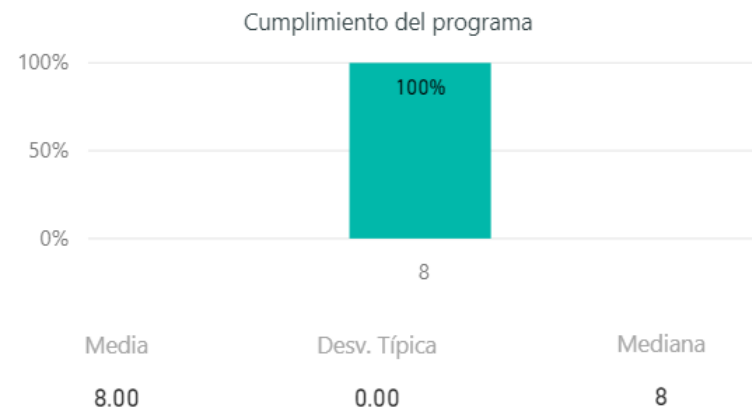 Cumplimiento del programa
100%
100%
50%
0%
8
Media Desv. Típica Mediana
8.00 0.00 8